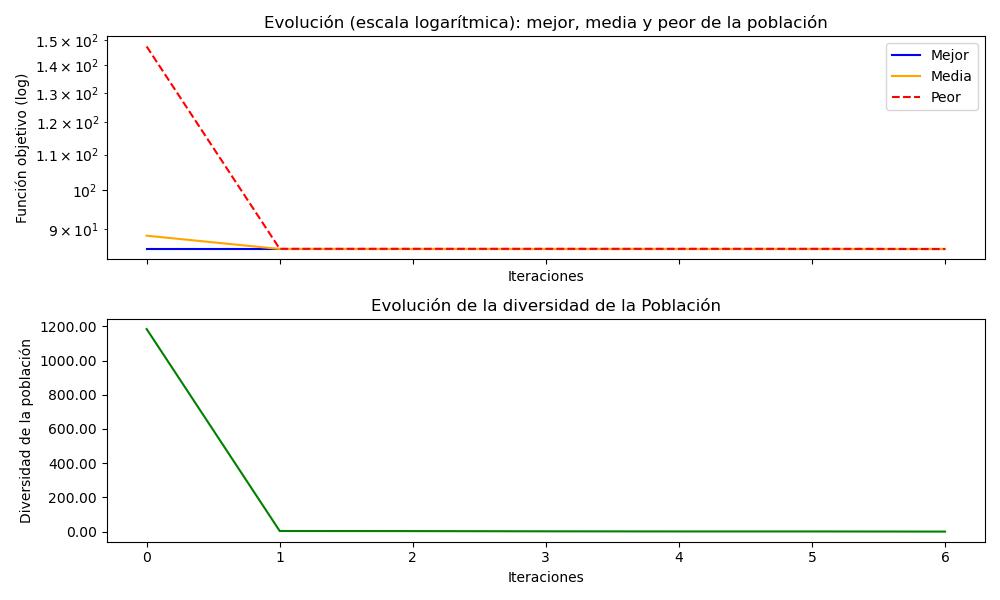 Evolución (escala logarítmica): mejor, media y peor de la población
1.5 × 10²
1.4 × 10²
1.3 × 10²
1.2 × 10²
1.1 × 10²
10²
9 × 10¹
Función objetivo (log)
Mejor
Media
Peor
Iteraciones
Evolución de la diversidad de la Población
1200.00
1000.00
800.00
600.00
400.00
200.00
0.00
Diversidad de la población
0 1 2 3 4 5 6
Iteraciones